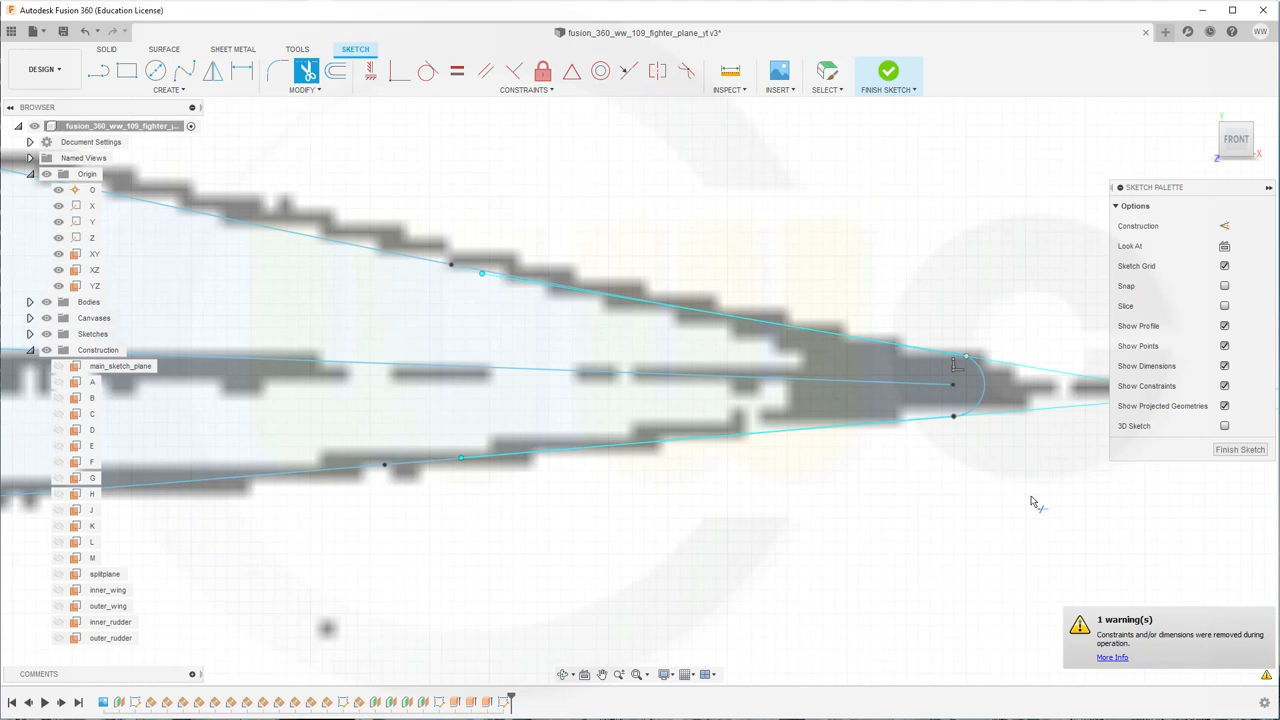 Autodesk Fusion 360 (Education License)
fusion_360_ww_109_fighter_plane_yt v3*
WW
DESIGN
SOLID
SURFACE
SHEET METAL
TOOLS
SKETCH
CREATE
MODIFY
CONSTRAINTS
INSPECT
INSERT
SELECT
FINISH SKETCH
BROWSER
fusion_360_ww_109_fighter_j...
Document Settings
Named Views
Origin
O
X
Y
Z
XY
XZ
YZ
Bodies
Canvases
Sketches
Construction
main_sketch_plane
A
B
C
D
E
F
G
H
J
K
L
M
splitplane
inner_wing
outer_wing
inner_rudder
outer_rudder
COMMENTS
Y
FRONT
X
Z
SKETCH PALETTE
Options
Construction
Look At
Sketch Grid
Snap
Slice
Show Profile
Show Points
Show Dimensions
Show Constraints
Show Projected Geometries
3D Sketch
Finish Sketch
1 warning(s)
Constraints and/or dimensions were removed during
operation.
More Info